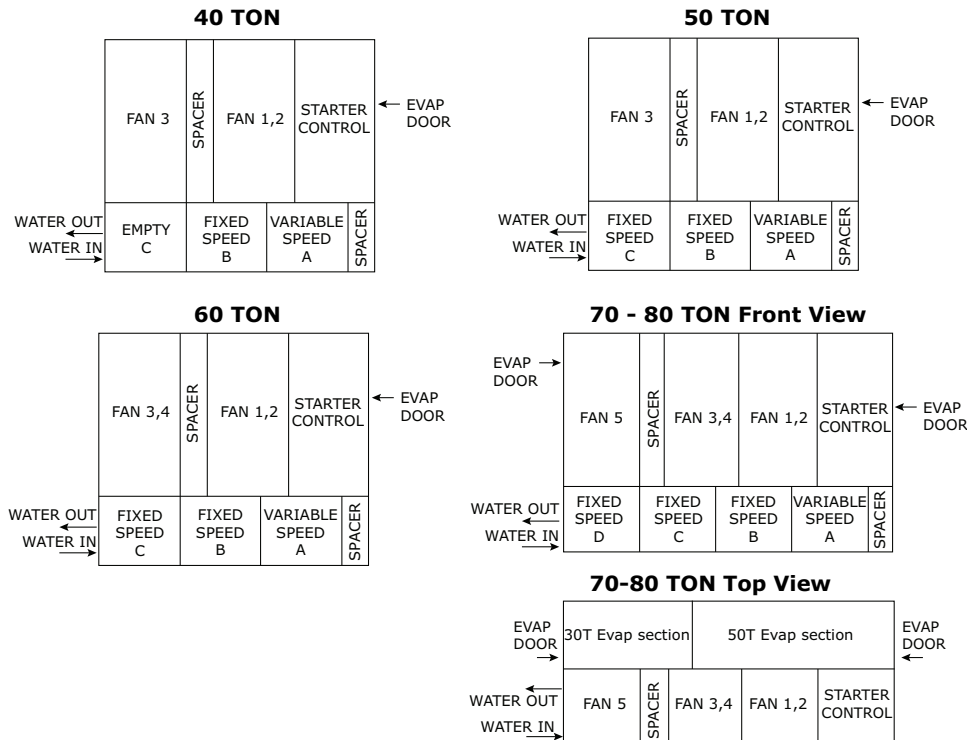 40 TON
FAN 3
SPACER
FAN 1,2
STARTER
CONTROL
EVAP
DOOR
WATER OUT
WATER IN
EMPTY
C
FIXED
SPEED
B
VARIABLE
SPEED
A
SPACER
50 TON
FAN 3
SPACER
FAN 1,2
STARTER
CONTROL
EVAP
DOOR
WATER OUT
WATER IN
FIXED
SPEED
C
FIXED
SPEED
B
VARIABLE
SPEED
A
SPACER
60 TON
FAN 3,4
SPACER
FAN 1,2
STARTER
CONTROL
EVAP
DOOR
WATER OUT
WATER IN
FIXED
SPEED
C
FIXED
SPEED
B
VARIABLE
SPEED
A
SPACER
70 - 80 TON Front View
EVAP
DOOR
FAN 5
SPACER
FAN 3,4
FAN 1,2
STARTER
CONTROL
EVAP
DOOR
WATER OUT
WATER IN
FIXED
SPEED
D
FIXED
SPEED
C
FIXED
SPEED
B
VARIABLE
SPEED
A
SPACER
70-80 TON Top View
EVAP
DOOR
30T Evap section
50T Evap section
EVAP
DOOR
WATER OUT
WATER IN
FAN 5
SPACER
FAN 3,4
FAN 1,2
STARTER
CONTROL